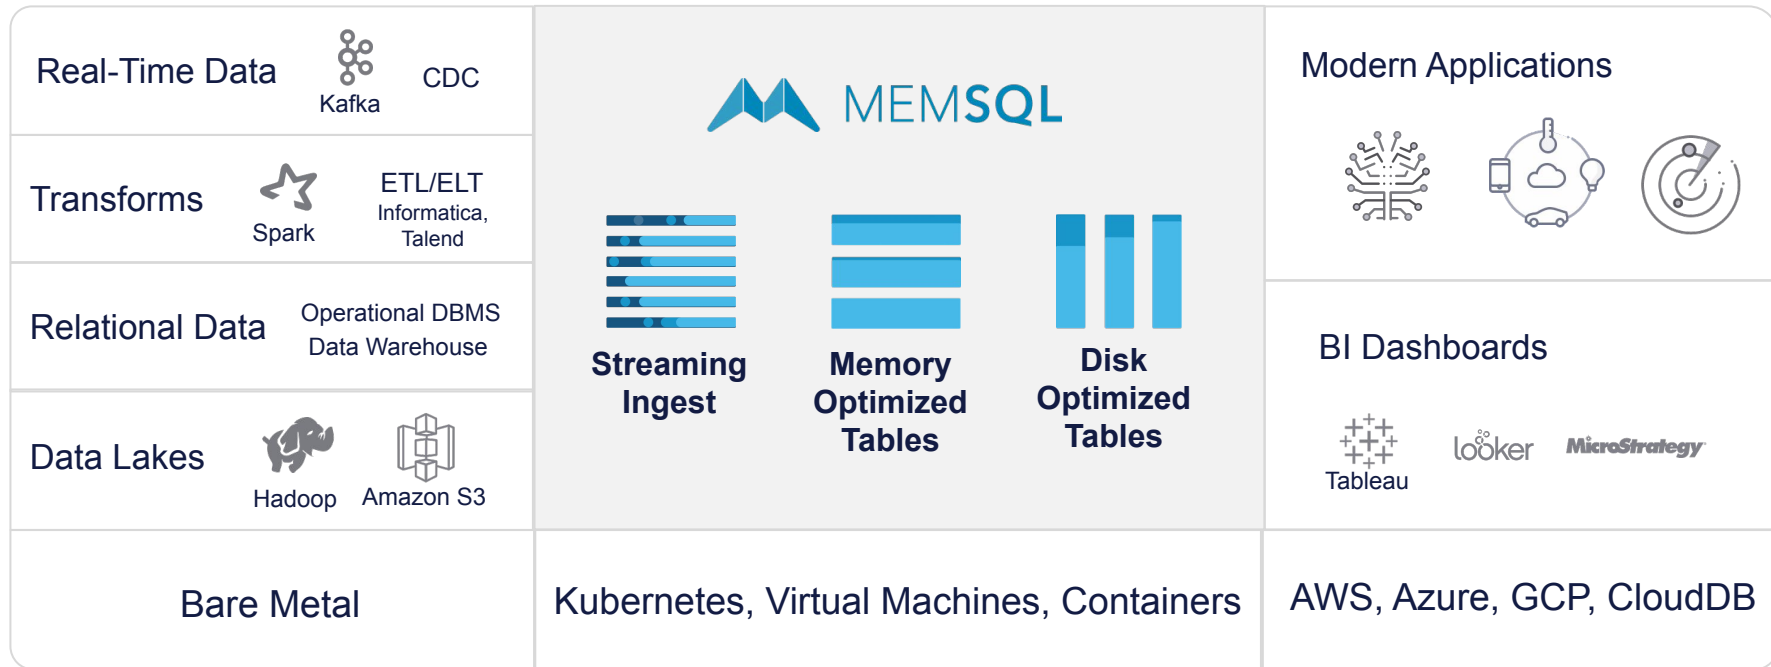 Real-Time Data
Kafka
CDC
Transforms
Spark
ETL/ELT
Informatica,
Talend
Relational Data
Operational DBMS
Data Warehouse
Data Lakes
Hadoop
Amazon S3
MEMSQL
Streaming
Ingest
Memory
Optimized
Tables
Disk
Optimized
Tables
Modern Applications
BI Dashboards
Tableau
looker
MicroStrategy
Bare Metal
Kubernetes, Virtual Machines, Containers
AWS, Azure, GCP, CloudDB